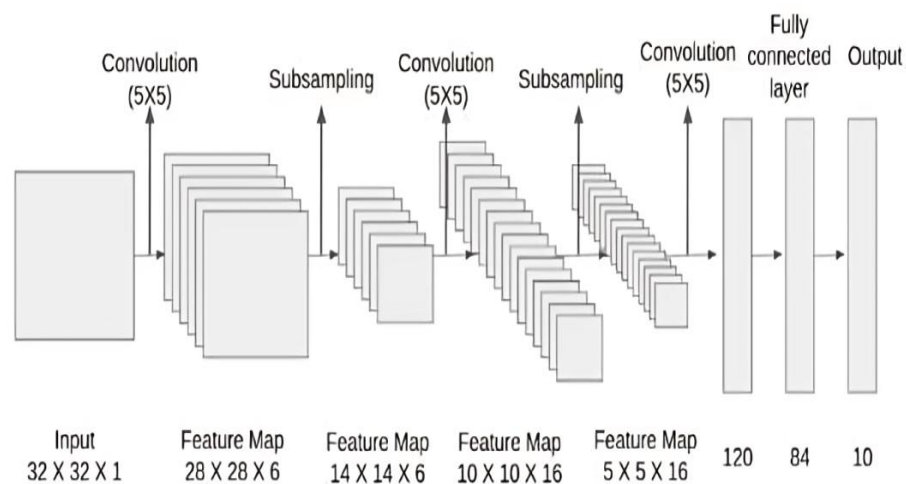 Convolution
(5X5)
Subsampling
Convolution
(5X5)
Subsampling
Convolution
(5X5)
Fully
connected
layer
Output
Input
32 X 32 X 1
Feature Map
28 X 28 X 6
Feature Map
14 X 14 X 6
Feature Map
10 X 10 X 16
Feature Map
5 X 5 X 16
120
84
10